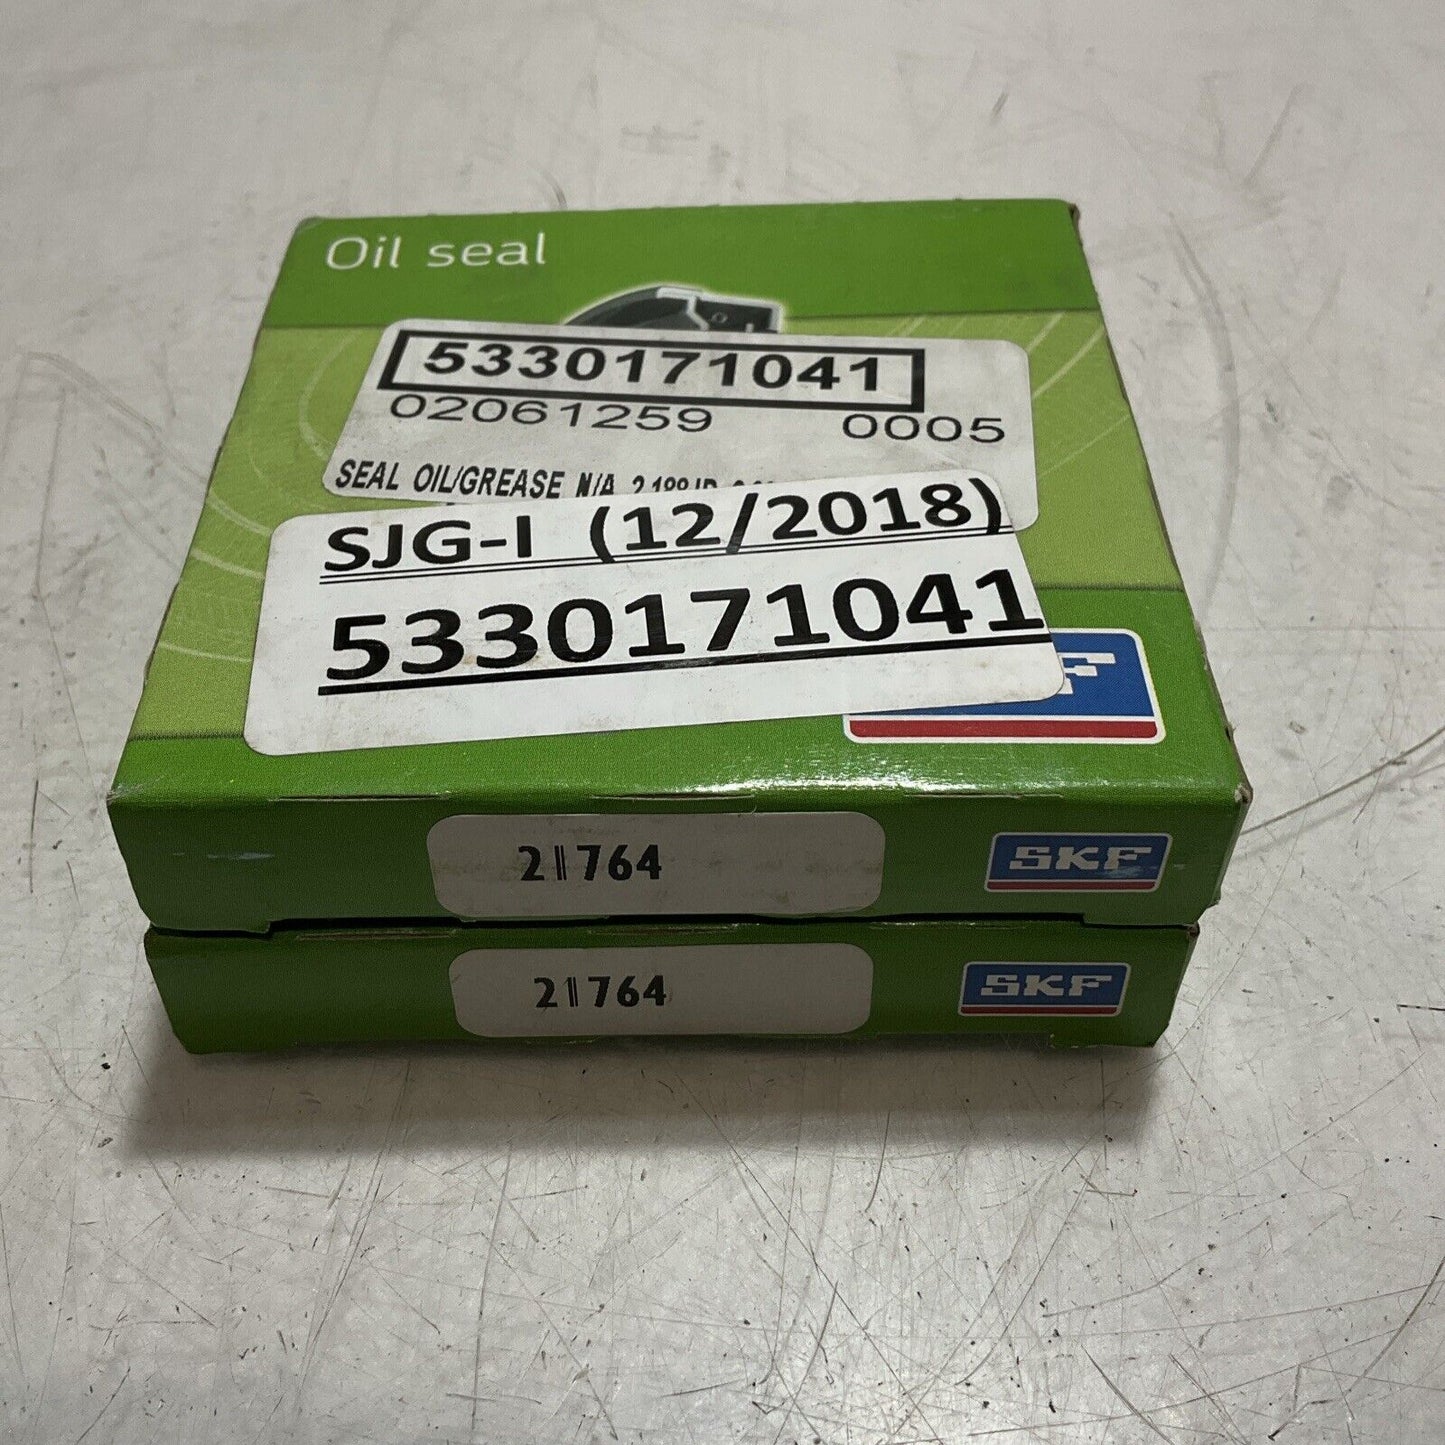 Oil seal
5330171041
02061259 0005
SEAL OIL/GREASE N/A
SJG-I (12/2018)
5330171041
21764
SKF
21764
SKF